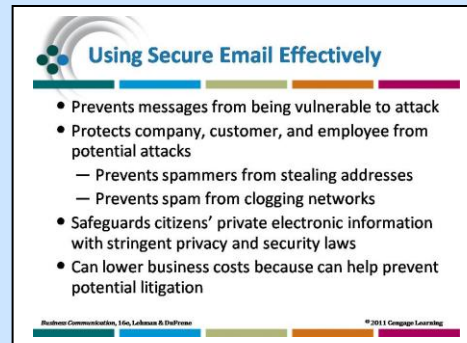 Using Secure Email Effectively
• Prevents messages from being vulnerable to attack
• Protects company, customer, and employee from
potential attacks
— Prevents spammers from stealing addresses
— Prevents spam from clogging networks
• Safeguards citizens' private electronic information
with stringent privacy and security laws
• Can lower business costs because can help prevent
potential litigation
Business Communication, 16e, Lehman & DuFrene
© 2011 Cengage Learning